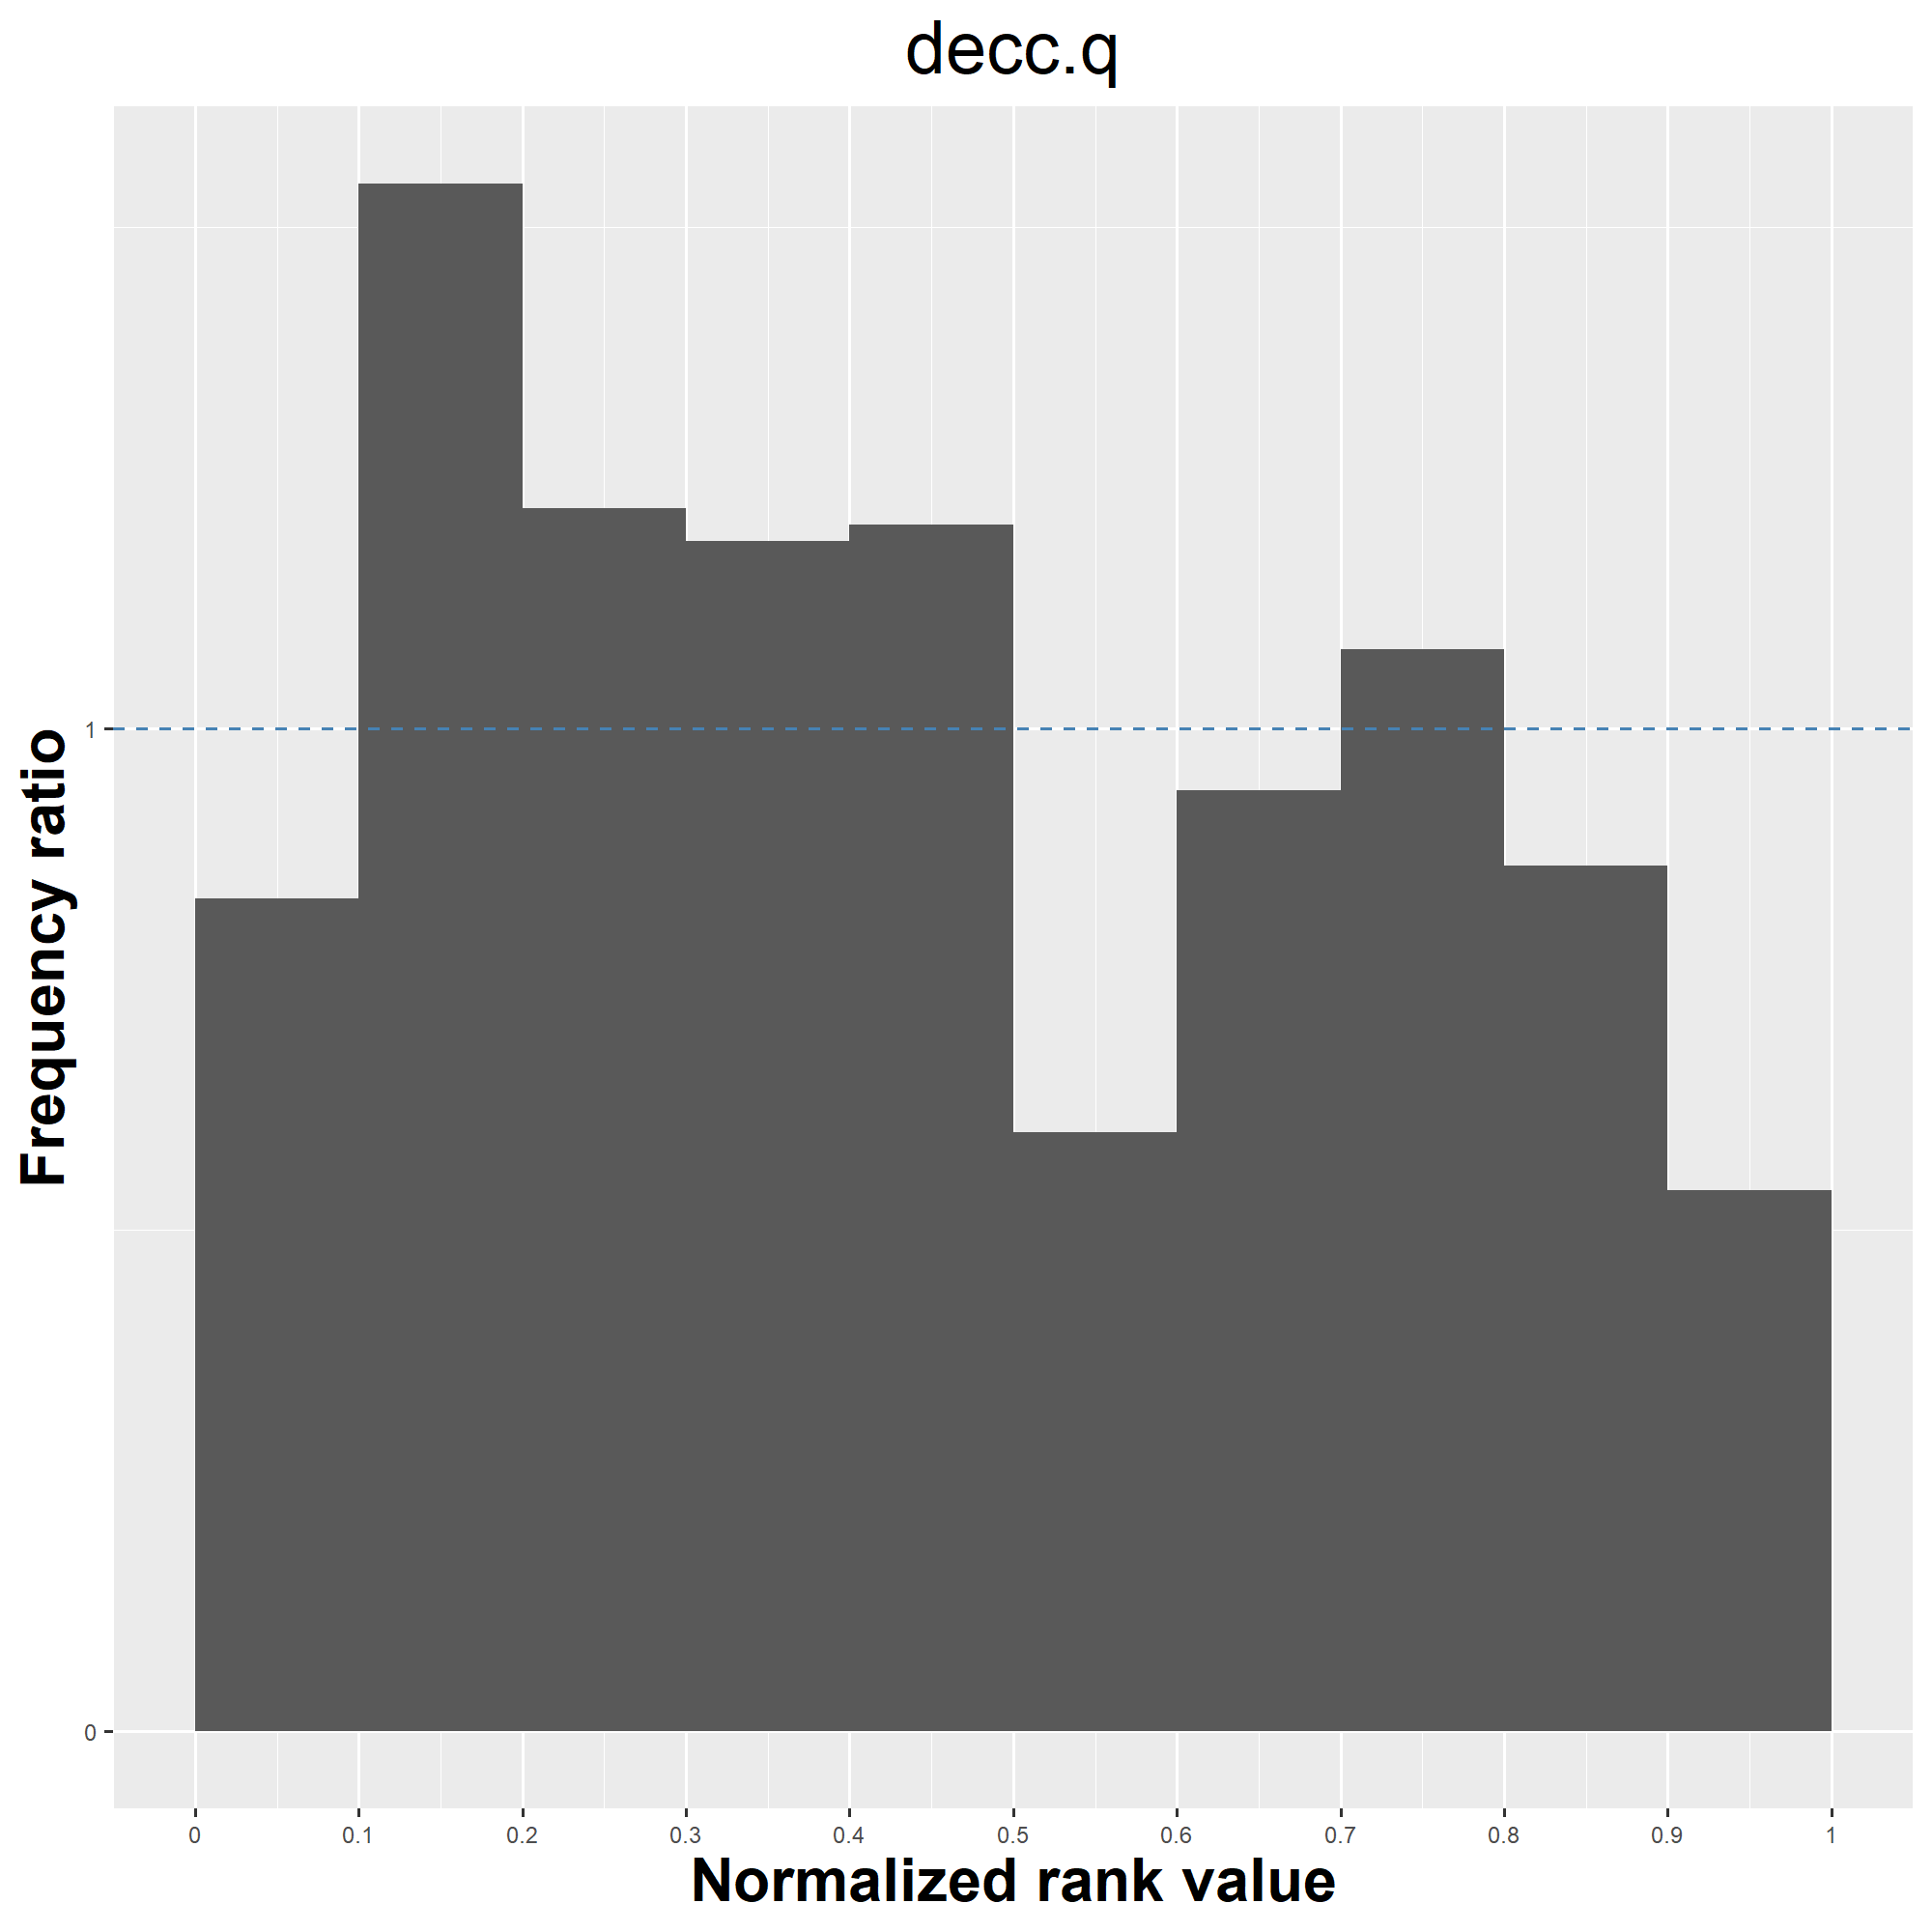 decc.q
Frequency ratio
1
0
0 0.1 0.2 0.3 0.4 0.5 0.6 0.7 0.8 0.9 1
Normalized rank value